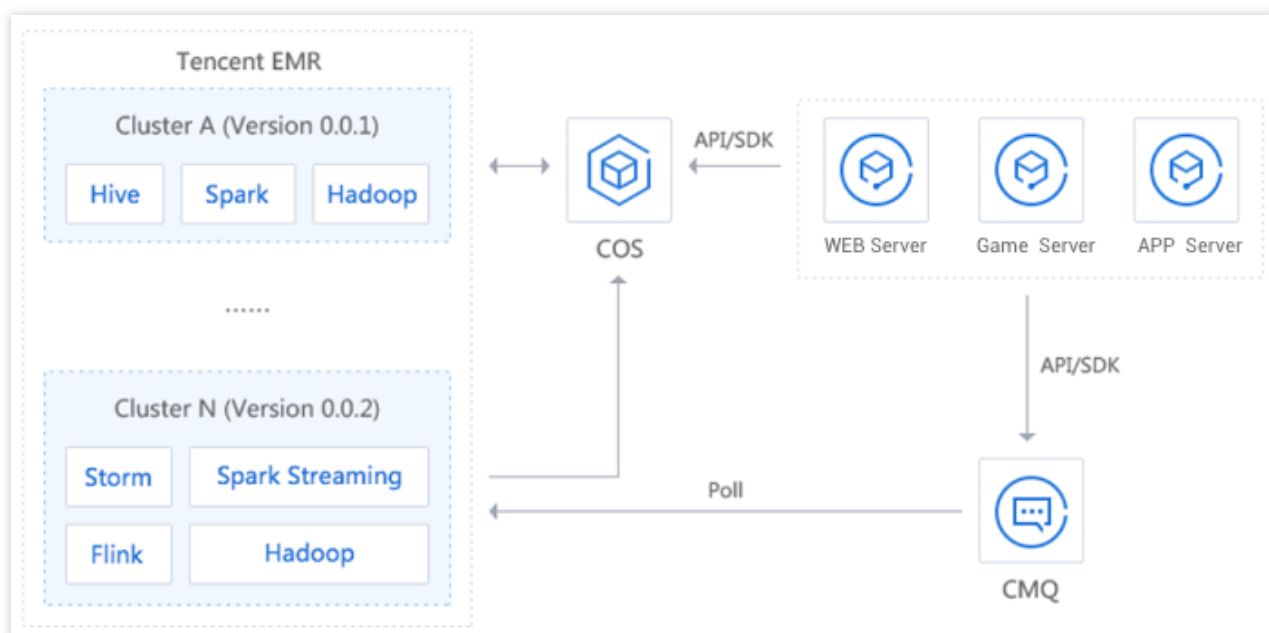 Tencent EMR
Cluster A (Version 0.0.1)
Hive
Spark
Hadoop
......
Cluster N (Version 0.0.2)
Storm
Spark Streaming
Flink
Hadoop
COS
API/SDK
WEB Server
Game Server
APP Server
API/SDK
Poll
CMQ